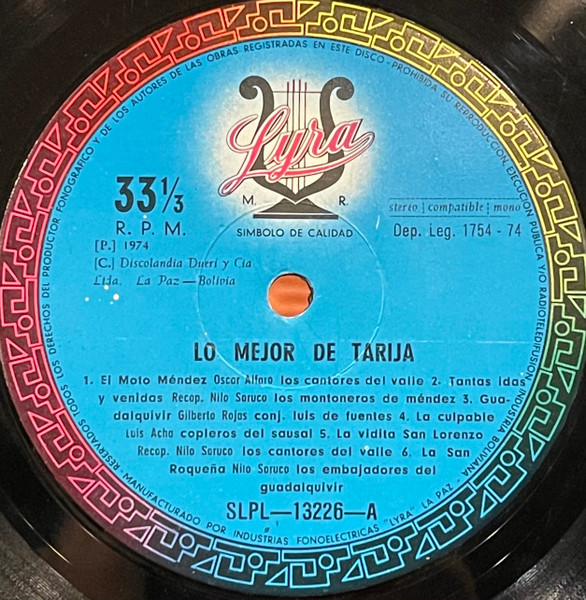 RESERVADOS TODOS LOS DERECHOS DEL PRODUCTOR FONOGRAFICO Y DE LOS AUTORES DE LAS OBRAS REGISTRADAS EN ESTE DISCO - PROHIBIDA SU REPRODUCCION, EJECUCION PUBLICA Y/O RADIOTELEDIFUSION
Lyra
M. R.
33⅓
R. P. M.
SIMBOLO DE CALIDAD
stereo compatible mono
Dep. Leg. 1754 - 74
[P.] 1974
[C.] Discolandia Dueri y Cia
Ltda. La Paz — Bolivia
LO MEJOR DE TARIJA
1. El Moto Méndez Oscar Alfaro los cantores del valle 2. Tantas idas
y venidas Recop. Nilo Soruco los montoneros de méndez 3. Gua-
dalquivir Gilberto Rojas conj. luis de fuentes 4. La culpable
Luis Acha copleros del sausal 5. La vidita San Lorenzo
Recop. Nilo Soruco los cantores del valle 6. La San
Roqueña Nilo Soruco los embajadores del
guadalquivir
SLPL—13226—A
MANUFACTURADO POR INDUSTRIAS FONOELECTRICAS "LYRA" LA PAZ - INDUSTRIA BOLIVIANA